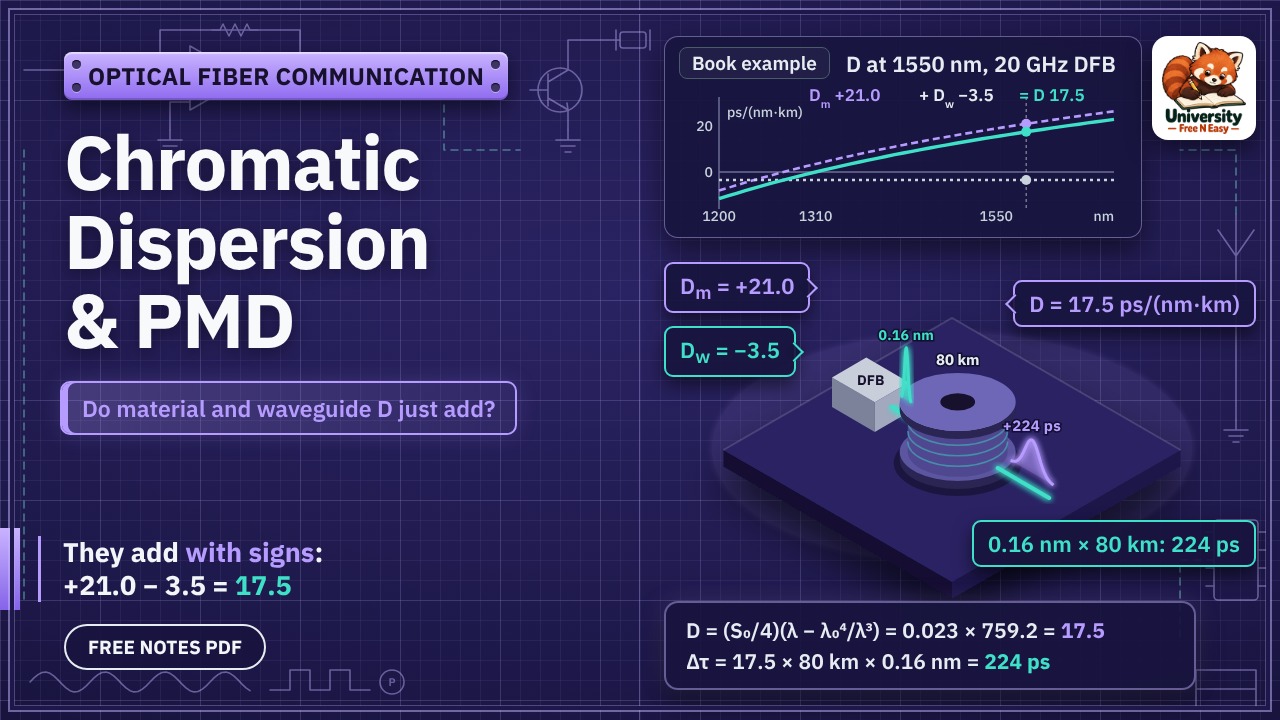 OPTICAL FIBER COMMUNICATION
Chromatic
Dispersion
& PMD
Do material and waveguide D just add?
They add with signs:
+21.0 − 3.5 = 17.5
FREE NOTES PDF
P
Book example
D at 1550 nm, 20 GHz DFB
Dm +21.0 + Dw −3.5 = D 17.5
ps/(nm·km)
20
0
1200 1310 1550 nm
University
Free N Easy
Dm = +21.0
Dw = −3.5
D = 17.5 ps/(nm·km)
0.16 nm
80 km
DFB
+224 ps
0.16 nm × 80 km: 224 ps
D = (S₀/4)(λ − λ₀⁴/λ³) = 0.023 × 759.2 = 17.5
Δτ = 17.5 × 80 km × 0.16 nm = 224 ps